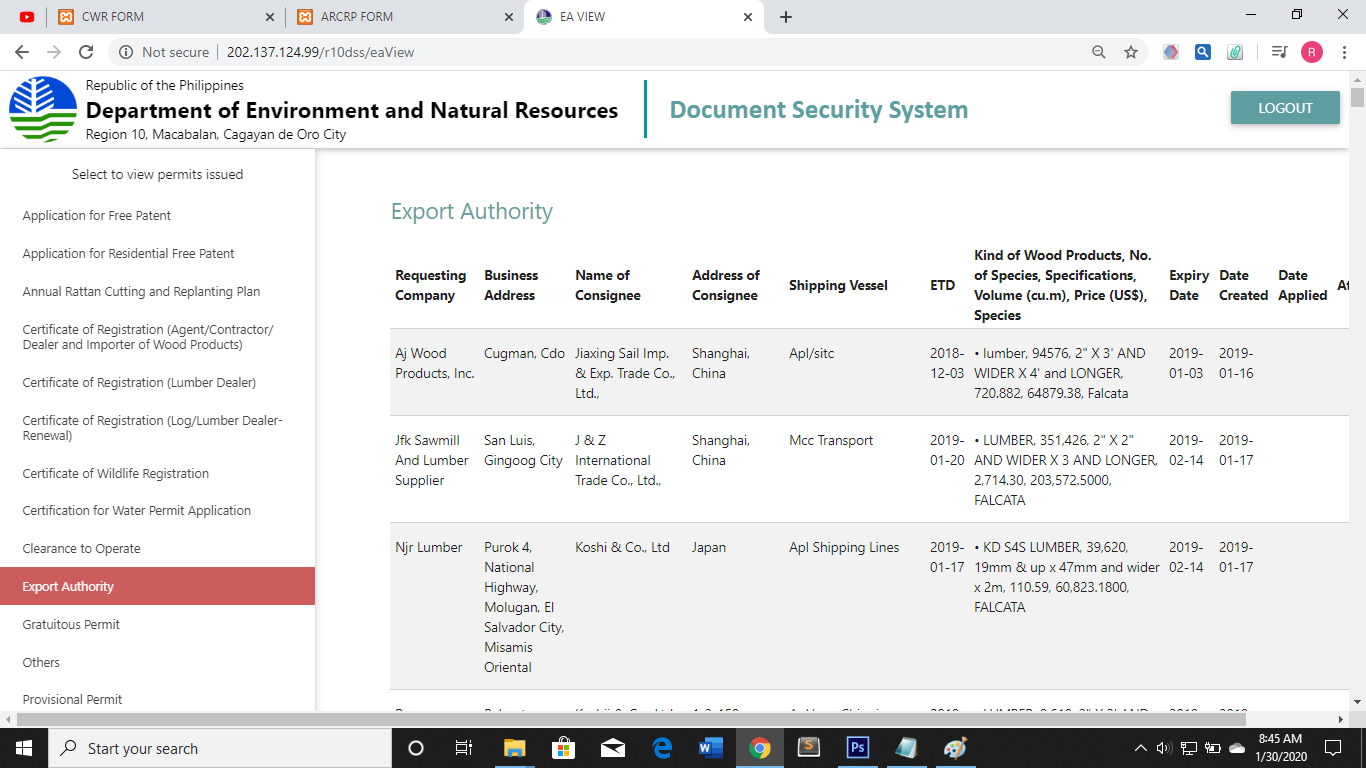 CWR FORM
ARCRP FORM
EA VIEW
Not secure
202.137.124.99/r10dss/eaView
R
Republic of the Philippines
Department of Environment and Natural Resources
Region 10, Macabalan, Cagayan de Oro City
Document Security System
LOGOUT
Select to view permits issued
Application for Free Patent
Application for Residential Free Patent
Annual Rattan Cutting and Replanting Plan
Certificate of Registration (Agent/Contractor/
Dealer and Importer of Wood Products)
Certificate of Registration (Lumber Dealer)
Certificate of Registration (Log/Lumber Dealer-
Renewal)
Certificate of Wildlife Registration
Certification for Water Permit Application
Clearance to Operate
Export Authority
Gratuitous Permit
Others
Provisional Permit
Export Authority
Requesting
Company
Business
Address
Name of
Consignee
Address of
Consignee
Shipping Vessel
ETD
Kind of Wood Products, No.
of Species, Specifications,
Volume (cu.m), Price (US$),
Species
Expiry
Date
Date
Created
Date
Applied
Aj Wood
Products, Inc.
Cugman, Cdo
Jiaxing Sail Imp.
& Exp. Trade Co.,
Ltd.,
Shanghai,
China
Apl/sitc
2018-
12-03
• lumber, 94576, 2" X 3' AND
WIDER X 4' and LONGER,
720.882, 64879.38, Falcata
2019-
01-03
2019-
01-16
Jfk Sawmill
And Lumber
Supplier
San Luis,
Gingoog City
J & Z
International
Trade Co., Ltd.,
Shanghai,
China
Mcc Transport
2019-
01-20
• LUMBER, 351,426, 2" X 2"
AND WIDER X 3 AND LONGER,
2,714.30, 203,572.5000,
FALCATA
2019-
02-14
2019-
01-17
Njr Lumber
Purok 4,
National
Highway,
Molugan, El
Salvador City,
Misamis
Oriental
Koshi & Co., Ltd
Japan
Apl Shipping Lines
2019-
01-17
• KD S4S LUMBER, 39,620,
19mm & up x 47mm and wider
x 2m, 110.59, 60,823.1800,
FALCATA
2019-
02-14
2019-
01-17
Start your search
8:45 AM
1/30/2020